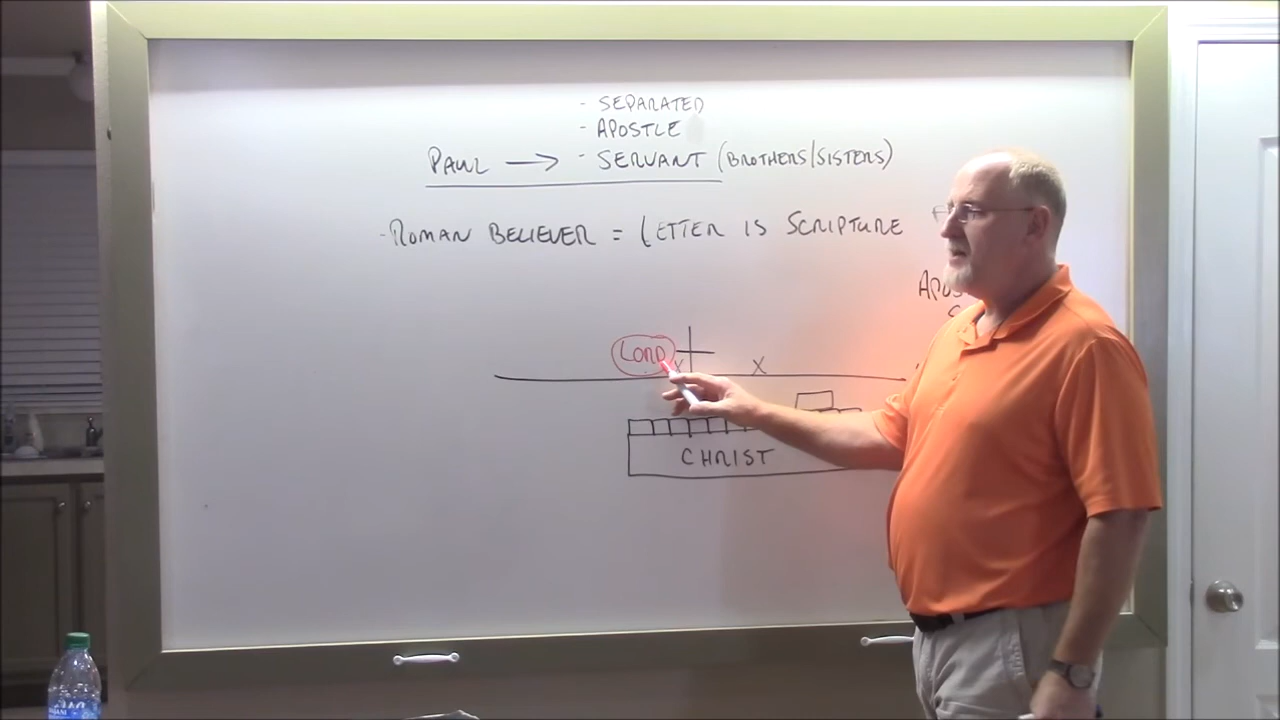 - SEPARATED
- APOSTLE
PAUL → - SERVANT (BROTHERS/SISTERS)
- ROMAN BELIEVER = LETTER IS SCRIPTURE
LORD
X
CHRIST